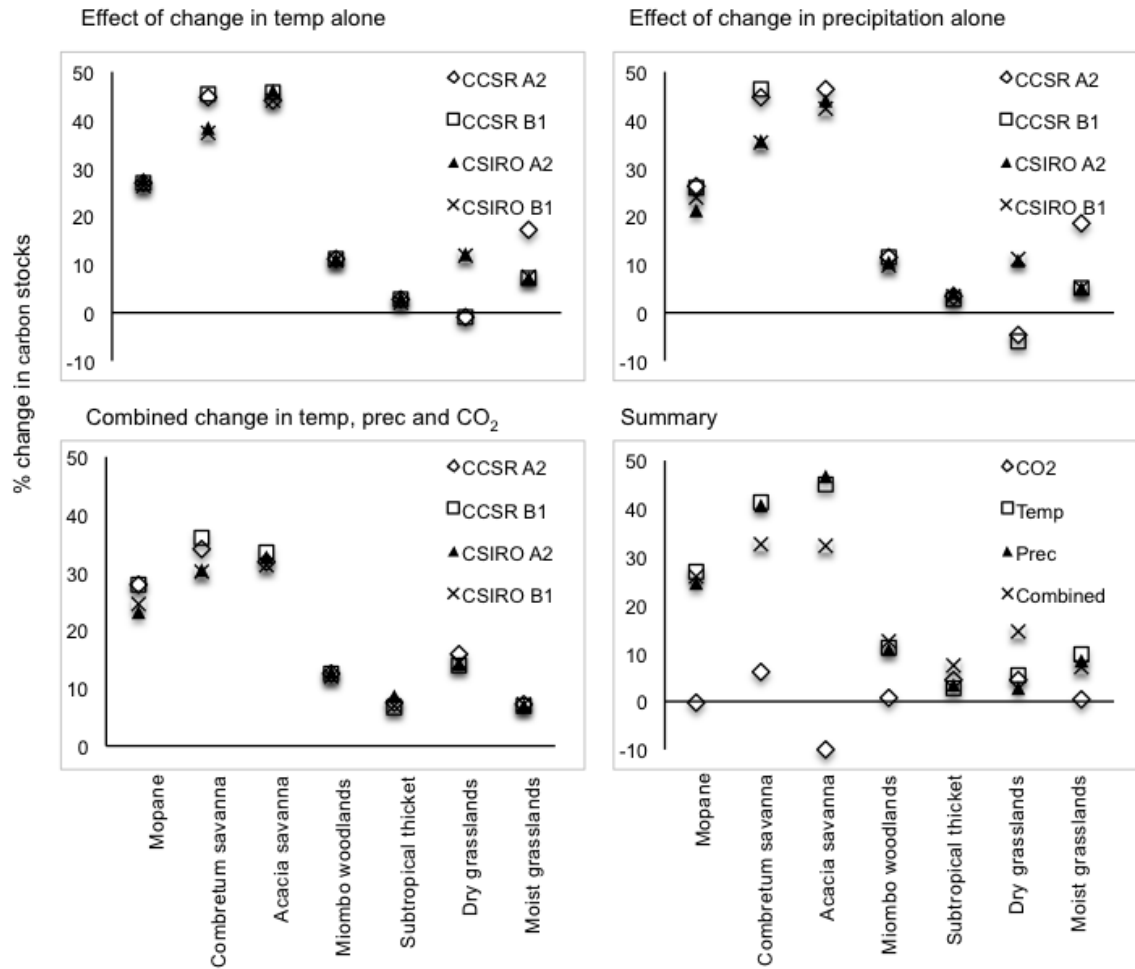 Effect of change in temp alone
50
40
30
20
10
0
-10
CCSR A2
CCSR B1
CSIRO A2
CSIRO B1
Effect of change in precipitation alone
50
40
30
20
10
0
-10
CCSR A2
CCSR B1
CSIRO A2
CSIRO B1
% change in carbon stocks
Combined change in temp, prec and CO₂
50
40
30
20
10
0
CCSR A2
CCSR B1
CSIRO A2
CSIRO B1
Mopane
Combretum savanna
Acacia savanna
Miombo woodlands
Subtropical thicket
Dry grasslands
Moist grasslands
Summary
50
40
30
20
10
0
-10
CO2
Temp
Prec
Combined
Mopane
Combretum savanna
Acacia savanna
Miombo woodlands
Subtropical thicket
Dry grasslands
Moist grasslands